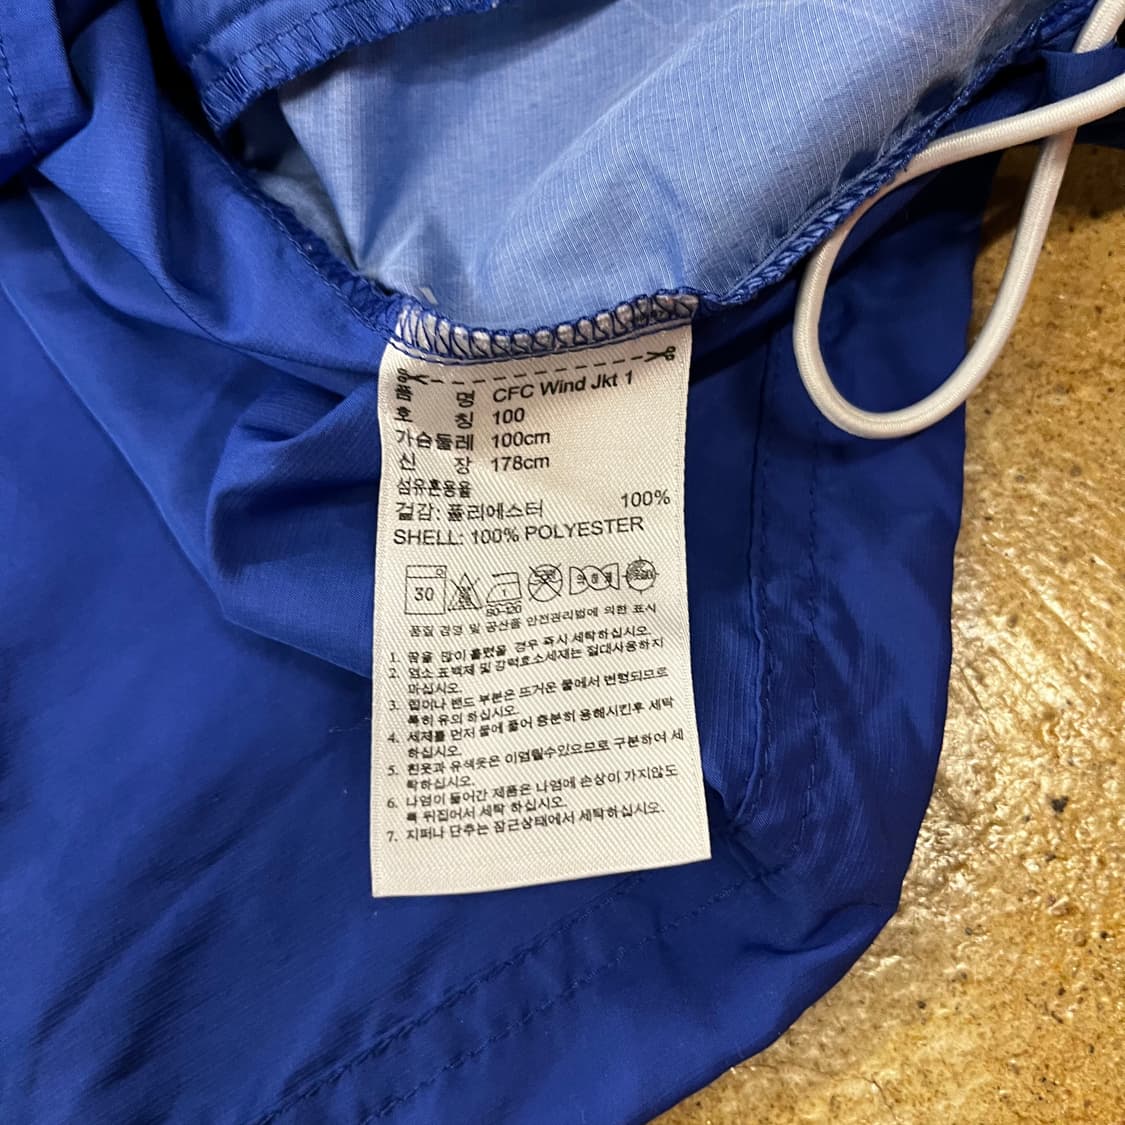 품 명 CFC Wind Jkt 1
호 칭 100
가슴둘레 100cm
신 장 178cm
섬유혼용율
겉감: 폴리에스터 100%
SHELL: 100% POLYESTER
30
80-120
품질 경영 및 공산품 안전관리법에 의한 표시
1. 땀을 많이 흘렸을 경우 즉시 세탁하십시오.
2. 염소 표백제 및 강력효소세제는 절대사용하지
마십시오.
3. 립이나 밴드 부분은 뜨거운 물에서 변형되므로
특히 유의 하십시오.
4. 세제를 먼저 물에 풀어 충분히 용해시킨후 세탁
하십시오.
5. 흰옷과 유색옷은 이염될수있으므로 구분하여 세
탁하십시오.
6. 나염이 들어간 제품은 나염에 손상이 가지않도
록 뒤집어서 세탁 하십시오.
7. 지퍼나 단추는 잠근상태에서 세탁하십시오.